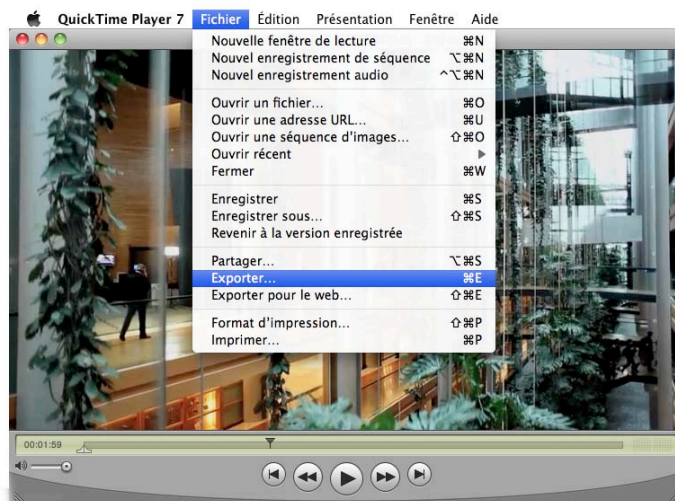 QuickTime Player 7 Fichier Édition Présentation Fenêtre Aide
Nouvelle fenêtre de lecture ⌘N
Nouvel enregistrement de séquence ⌥⌘N
Nouvel enregistrement audio ^⌥⌘N
Ouvrir un fichier... ⌘O
Ouvrir une adresse URL... ⌘U
Ouvrir une séquence d'images... ⇧⌘O
Ouvrir récent ▶
Fermer ⌘W
Enregistrer ⌘S
Enregistrer sous... ⇧⌘S
Revenir à la version enregistrée
Partager... ⌥⌘S
Exporter... ⌘E
Exporter pour le web... ⇧⌘E
Format d'impression... ⇧⌘P
Imprimer... ⌘P
00:01:59